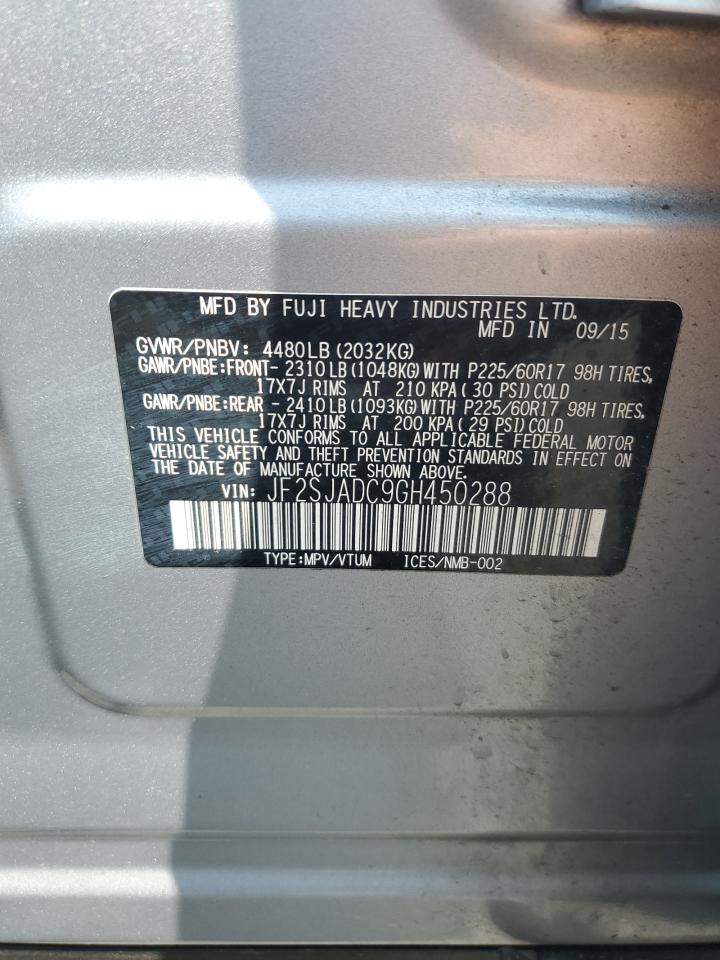 MFD BY FUJI HEAVY INDUSTRIES LTD.
MFD IN 09/15
GVWR/PNBV: 4480LB (2032KG)
GAWR/PNBE:FRONT- 2310 LB (1048KG) WITH P225/60R17 98H TIRES,
17X7J RIMS AT 210 KPA ( 30 PSI) COLD
GAWR/PNBE:REAR - 2410 LB (1093KG) WITH P225/60R17 98H TIRES,
17X7J RIMS AT 200 KPA ( 29 PSI) COLD
THIS VEHICLE CONFORMS TO ALL APPLICABLE FEDERAL MOTOR
VEHICLE SAFETY AND THEFT PREVENTION STANDARDS IN EFFECT ON
THE DATE OF MANUFACTURE SHOWN ABOVE.
VIN: JF2SJADC9GH450288
TYPE:MPV/VTUM ICES/NMB-002